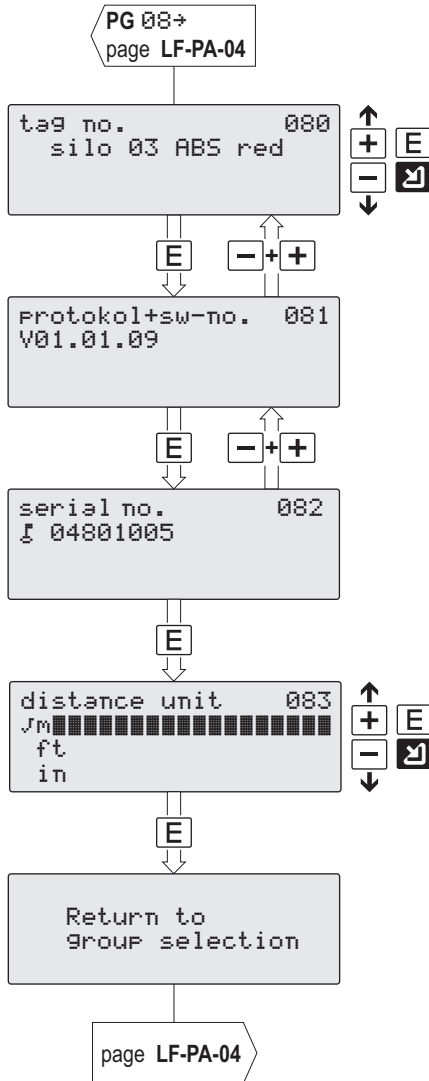 PG 08→
page LF-PA-04
tag no. 080
silo 03 ABS red
+ E
−
E − + +
protokol+sw-no. 081
V01.01.09
E − + +
serial no. 082
04801005
E
distance unit 083
m
ft
in
+ E
−
E
Return to
group selection
page LF-PA-04